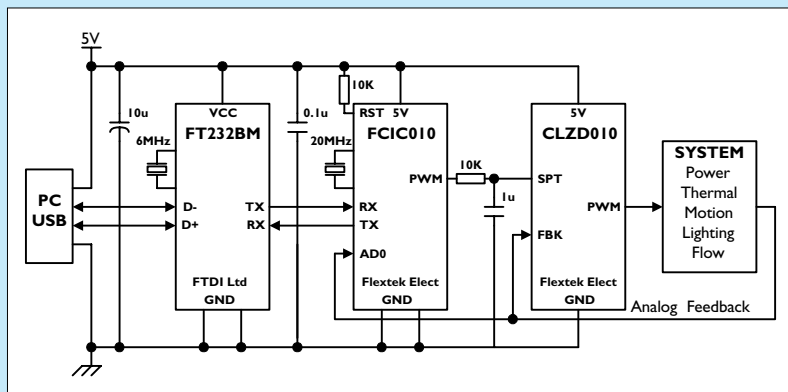 5V
10u
6MHz
PC
USB
VCC
FT232BM
D-
D+
TX
RX
FTDI Ltd
GND
0.1u
10K
20MHz
RST
5V
FCIC010
PWM
RX
TX
AD0
Flextek Elect
GND
10K
1u
5V
CLZD010
SPT
PWM
FBK
Flextek Elect
GND
SYSTEM
Power
Thermal
Motion
Lighting
Flow
Analog Feedback